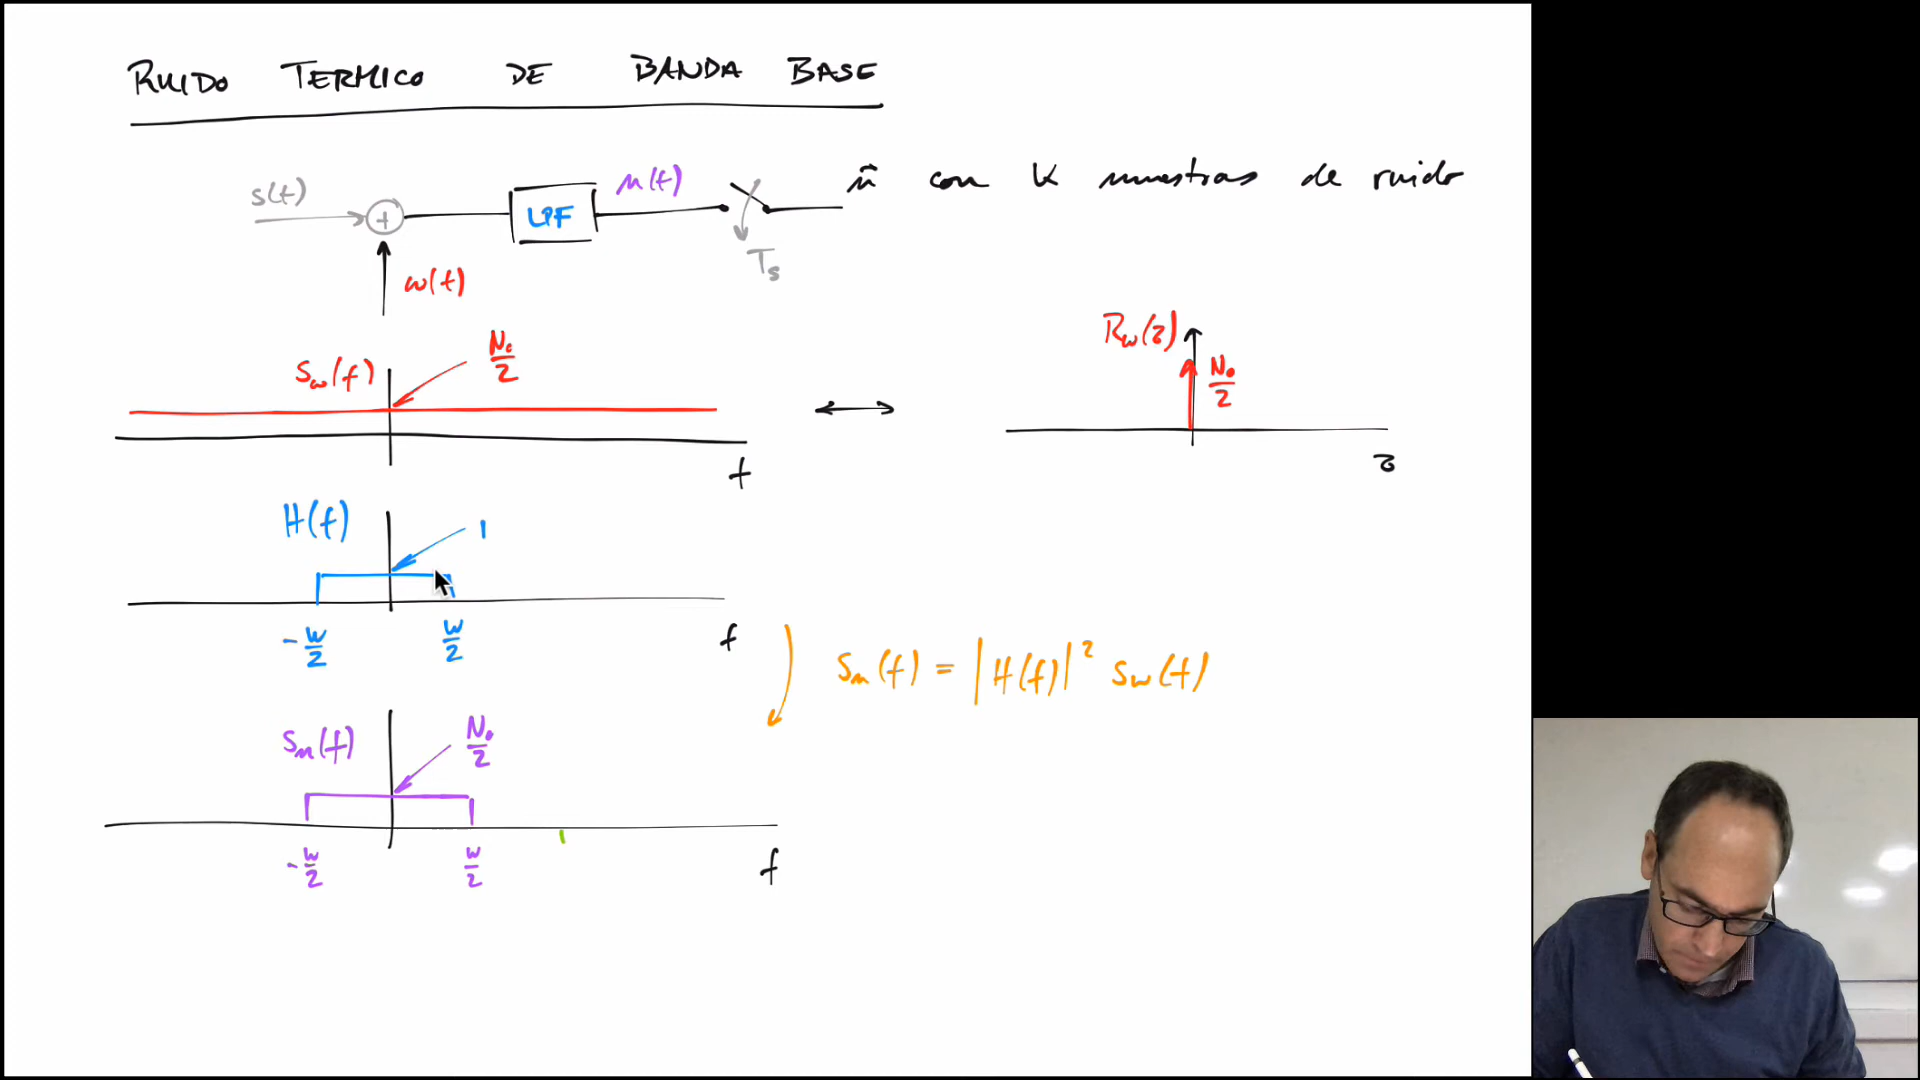 RUIDO TERMICO DE BANDA BASE
s(t) + LPF n(t) n⃗ con K muestras de ruido
Ts
w(t)
Sw(f) N0/2 Rw(τ) N0/2
f τ
H(f) 1
-W/2 W/2 f
Sn(f) = |H(f)|² Sw(f)
Sn(f) N0/2
-W/2 W/2 f